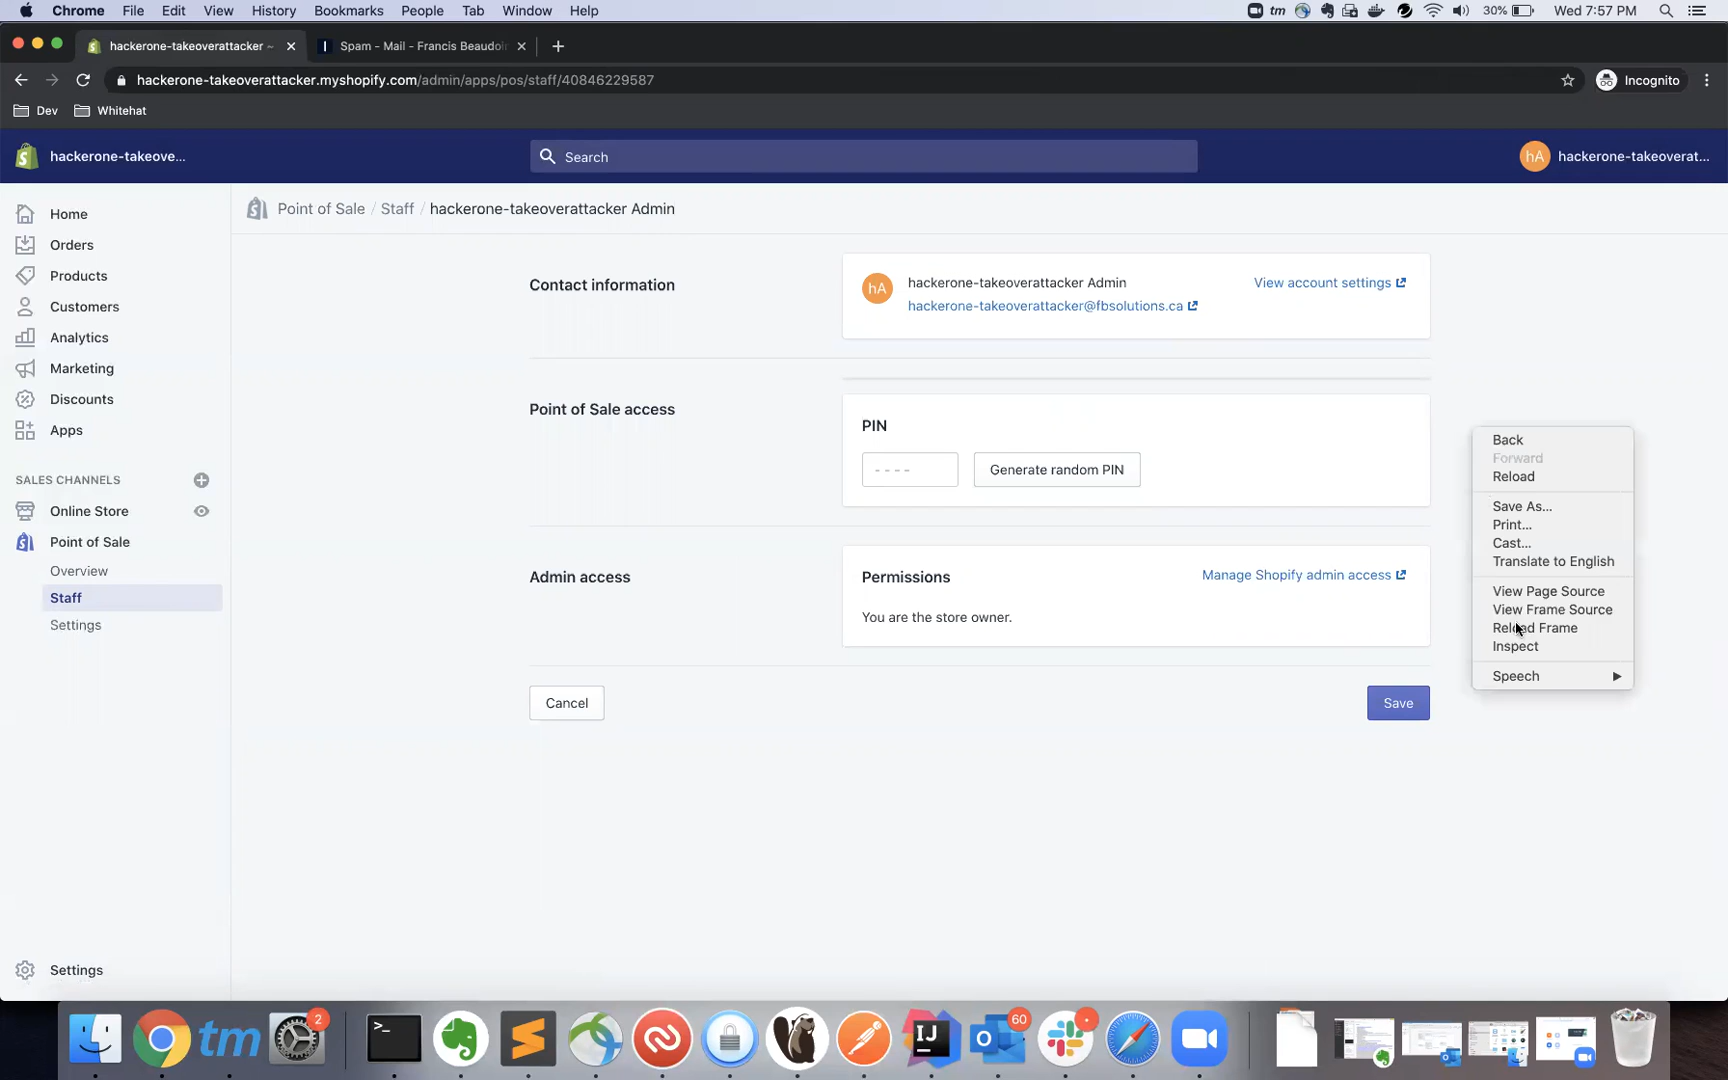 Chrome File Edit View History Bookmarks People Tab Window Help tm 30% Wed 7:57 PM
hackerone-takeoverattacker ~ Spam - Mail - Francis Beaudoin
hackerone-takeoverattacker.myshopify.com/admin/apps/pos/staff/40846229587 Incognito
Dev Whitehat
hackerone-takeove... Search hA hackerone-takeoverat...
Point of Sale / Staff / hackerone-takeoverattacker Admin
Home
Orders
Products
Customers
Analytics
Marketing
Discounts
Apps
SALES CHANNELS
Online Store
Point of Sale
Overview
Staff
Settings
Settings
Contact information
hA hackerone-takeoverattacker Admin View account settings
hackerone-takeoverattacker@fbsolutions.ca
Point of Sale access
PIN
- - - - Generate random PIN
Admin access
Permissions Manage Shopify admin access
You are the store owner.
Cancel Save
Back
Forward
Reload
Save As...
Print...
Cast...
Translate to English
View Page Source
View Frame Source
Reload Frame
Inspect
Speech
tm 2 >_ IJ 60